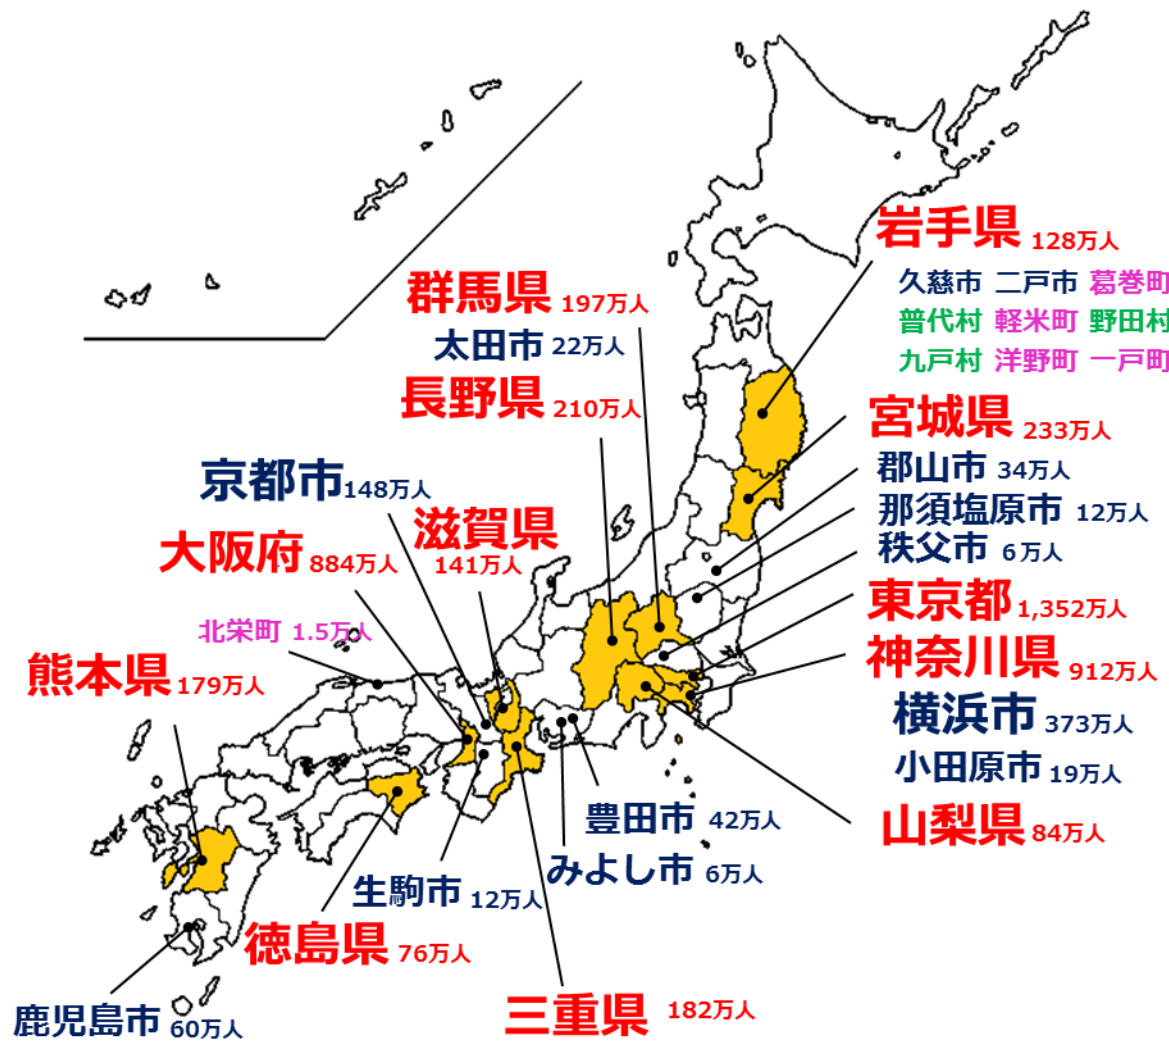 岩手県 128万人
久慈市 二戸市 葛巻町
普代村 軽米町 野田村
九戸村 洋野町 一戸町
群馬県 197万人
太田市 22万人
長野県 210万人
宮城県 233万人
郡山市 34万人
那須塩原市 12万人
秩父市 6万人
京都市 148万人
滋賀県
141万人
大阪府 884万人
東京都 1,352万人
北栄町 1.5万人
神奈川県 912万人
熊本県 179万人
横浜市 373万人
小田原市 19万人
豊田市 42万人
山梨県 84万人
みよし市 6万人
生駒市 12万人
徳島県 76万人
三重県 182万人
鹿児島市 60万人